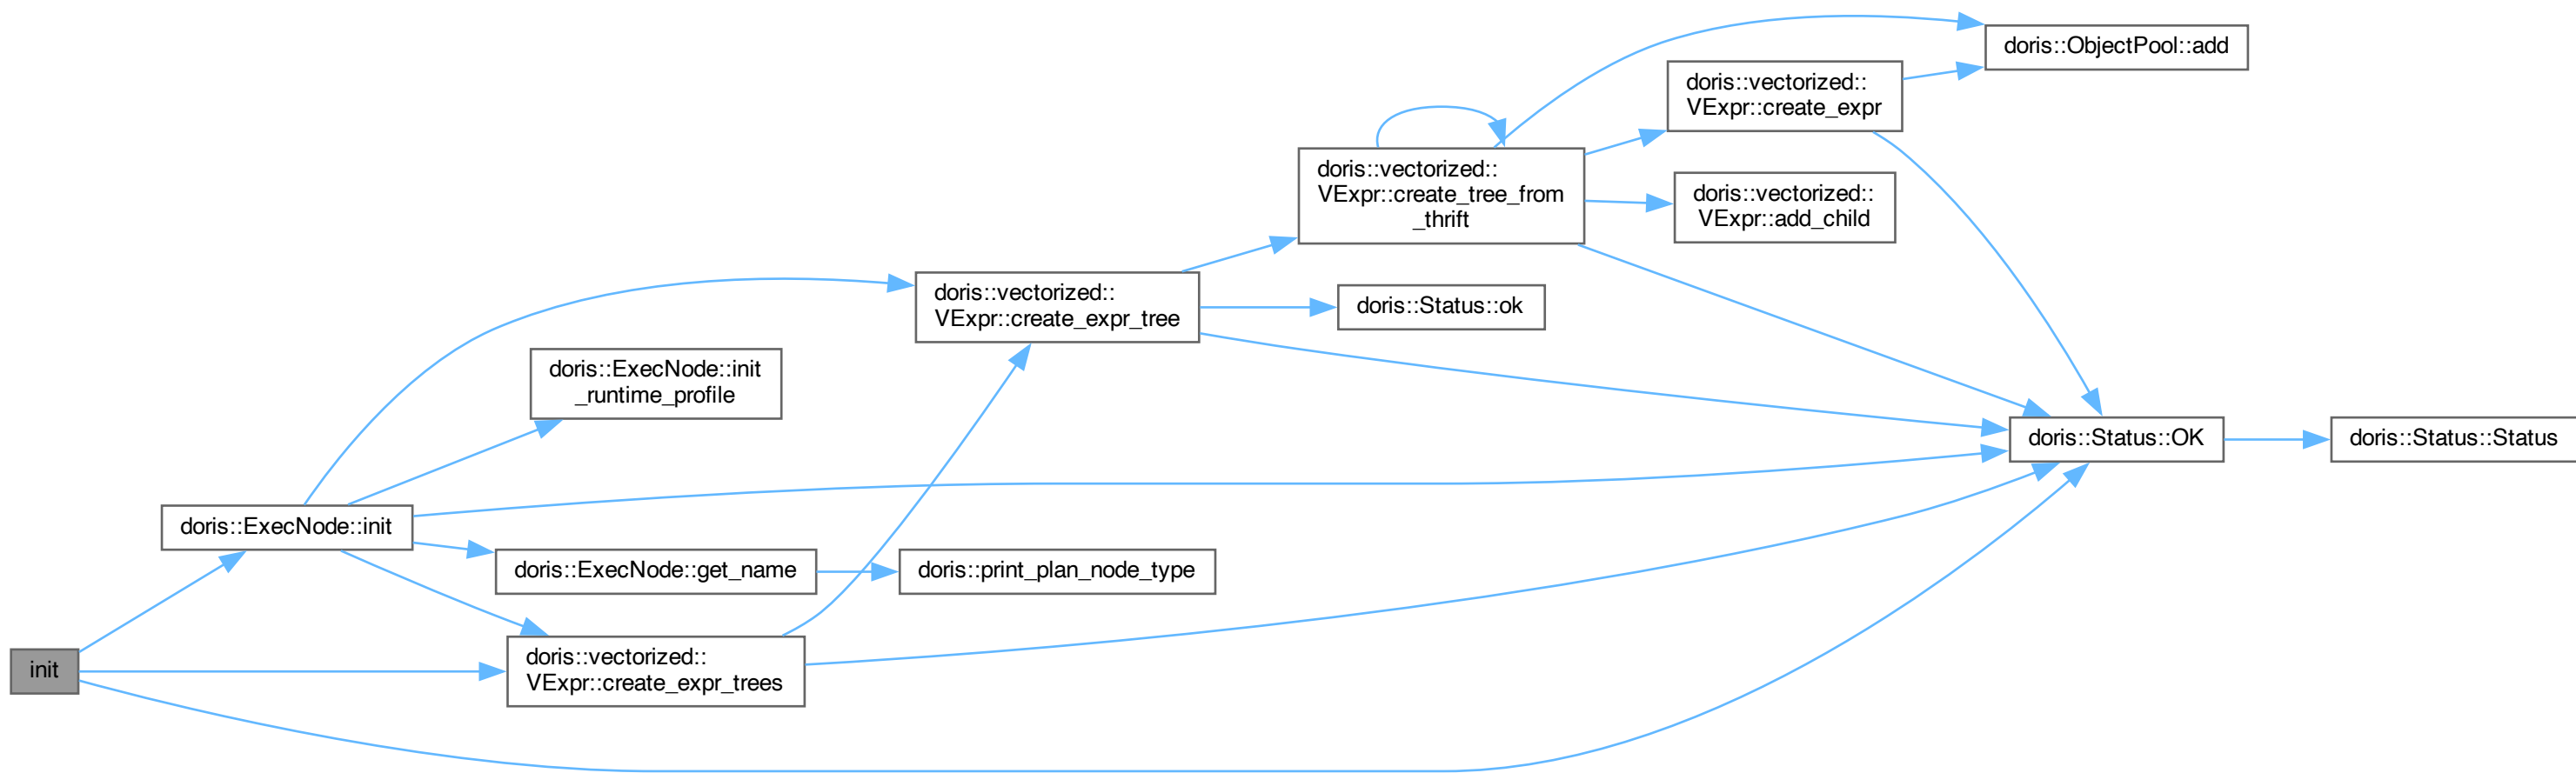 doris::ObjectPool::add
doris::vectorized::
VExpr::create_expr
doris::vectorized::
VExpr::create_tree_from
_thrift
doris::vectorized::
VExpr::add_child
doris::vectorized::
VExpr::create_expr_tree
doris::Status::ok
doris::ExecNode::init
_runtime_profile
doris::Status::OK
doris::Status::Status
doris::ExecNode::init
doris::ExecNode::get_name
doris::print_plan_node_type
init
doris::vectorized::
VExpr::create_expr_trees